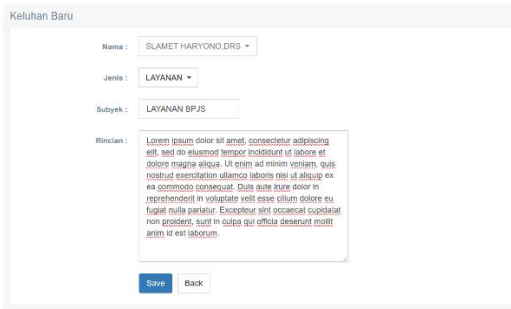 Keluhan Baru
Nama : SLAMET HARYONO,DRS
Jenis : LAYANAN
Subyek : LAYANAN BPJS
Rincian : Lorem ipsum dolor sit amet, consectetur adipiscing
elit, sed do eiusmod tempor incididunt ut labore et
dolore magna aliqua. Ut enim ad minim veniam, quis
nostrud exercitation ullamco laboris nisi ut aliquip ex
ea commodo consequat. Duis aute irure dolor in
reprehenderit in voluptate velit esse cillum dolore eu
fugiat nulla pariatur. Excepteur sint occaecat cupidatat
non proident, sunt in culpa qui officia deserunt mollit
anim id est laborum.
Save Back